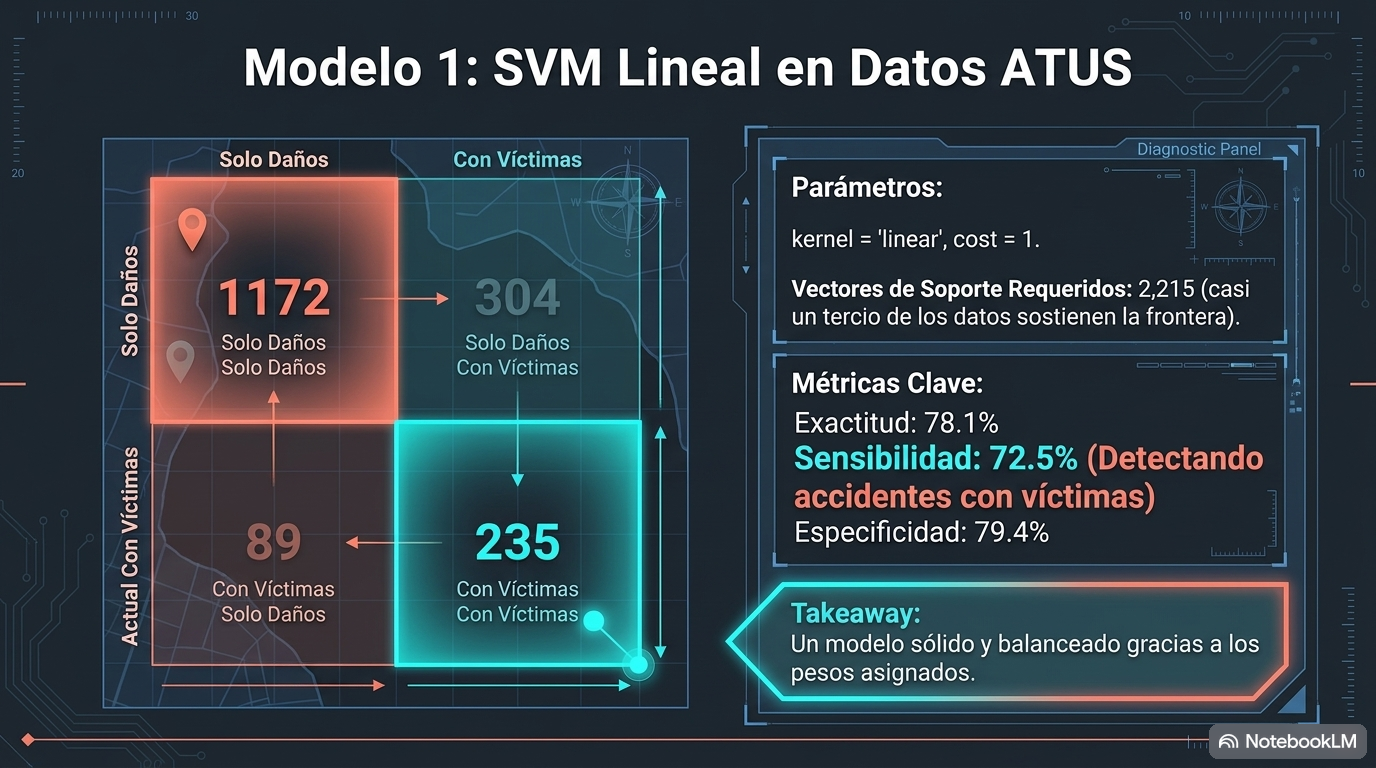 30
10
Modelo 1: SVM Lineal en Datos ATUS
20
10
Solo Daños
Con Víctimas
N
W
E
S
Solo Daños
1172
Solo Daños
Solo Daños
304
Solo Daños
Con Víctimas
Actual Con Víctimas
89
Con Víctimas
Solo Daños
235
Con Víctimas
Con Víctimas
Diagnostic Panel
Parámetros:
N
W
E
S
kernel = 'linear', cost = 1.
Vectores de Soporte Requeridos: 2,215 (casi
un tercio de los datos sostienen la frontera).
Métricas Clave:
Exactitud: 78.1%
Sensibilidad: 72.5% (Detectando
accidentes con víctimas)
Especificidad: 79.4%
Takeaway:
Un modelo sólido y balanceado gracias a los
pesos asignados.
NotebookLM